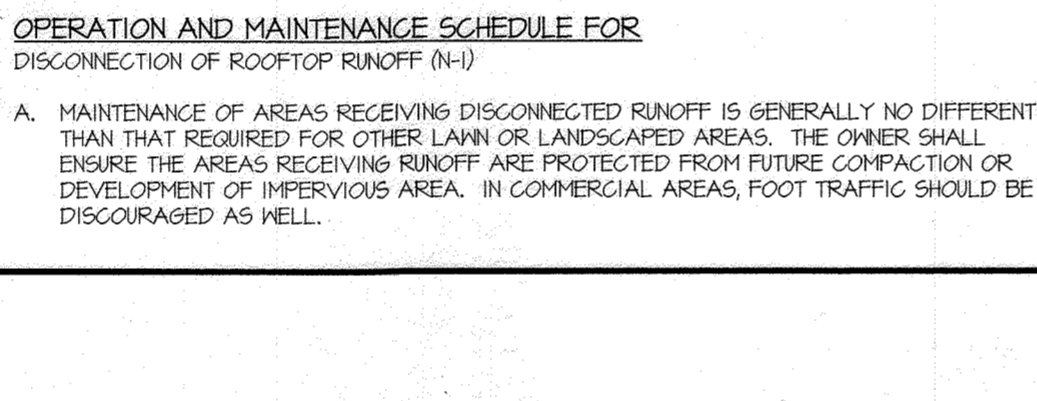 OPERATION AND MAINTENANCE SCHEDULE FOR
DISCONNECTION OF ROOFTOP RUNOFF (N-1)
A. MAINTENANCE OF AREAS RECEIVING DISCONNECTED RUNOFF IS GENERALLY NO DIFFERENT
THAN THAT REQUIRED FOR OTHER LAWN OR LANDSCAPED AREAS. THE OWNER SHALL
ENSURE THE AREAS RECEIVING RUNOFF ARE PROTECTED FROM FUTURE COMPACTION OR
DEVELOPMENT OF IMPERVIOUS AREA. IN COMMERCIAL AREAS, FOOT TRAFFIC SHOULD BE
DISCOURAGED AS WELL.